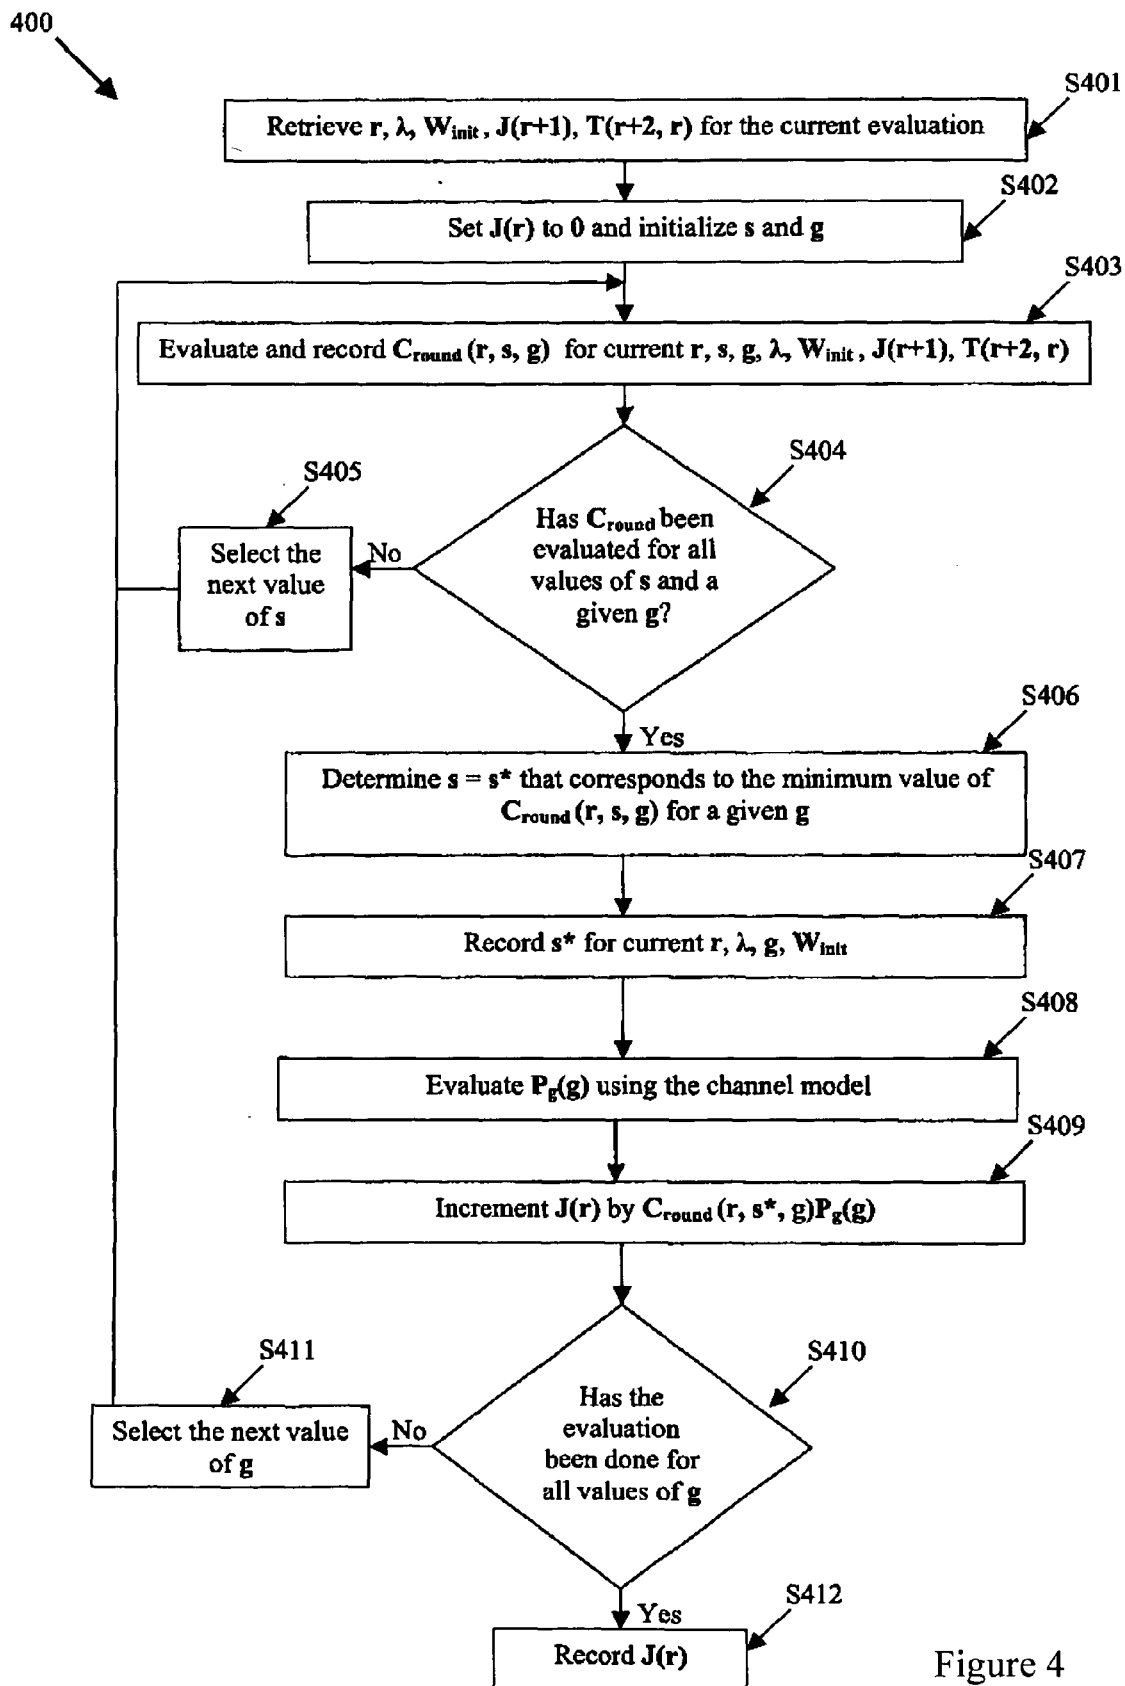 400
S401
Retrieve r, λ, W_init , J(r+1), T(r+2, r) for the current evaluation
S402
Set J(r) to 0 and initialize s and g
S403
Evaluate and record C_round (r, s, g) for current r, s, g, λ, W_init , J(r+1), T(r+2, r)
S404
Has C_round been
evaluated for all
values of s and a
given g?
S405
No
Select the
next value
of s
S406
Yes
Determine s = s* that corresponds to the minimum value of
C_round (r, s, g) for a given g
S407
Record s* for current r, λ, g, W_init
S408
Evaluate P_g(g) using the channel model
S409
Increment J(r) by C_round (r, s*, g)P_g(g)
S410
Has the
evaluation
been done for
all values of g
S411
No
Select the next value
of g
Yes
S412
Record J(r)
Figure 4